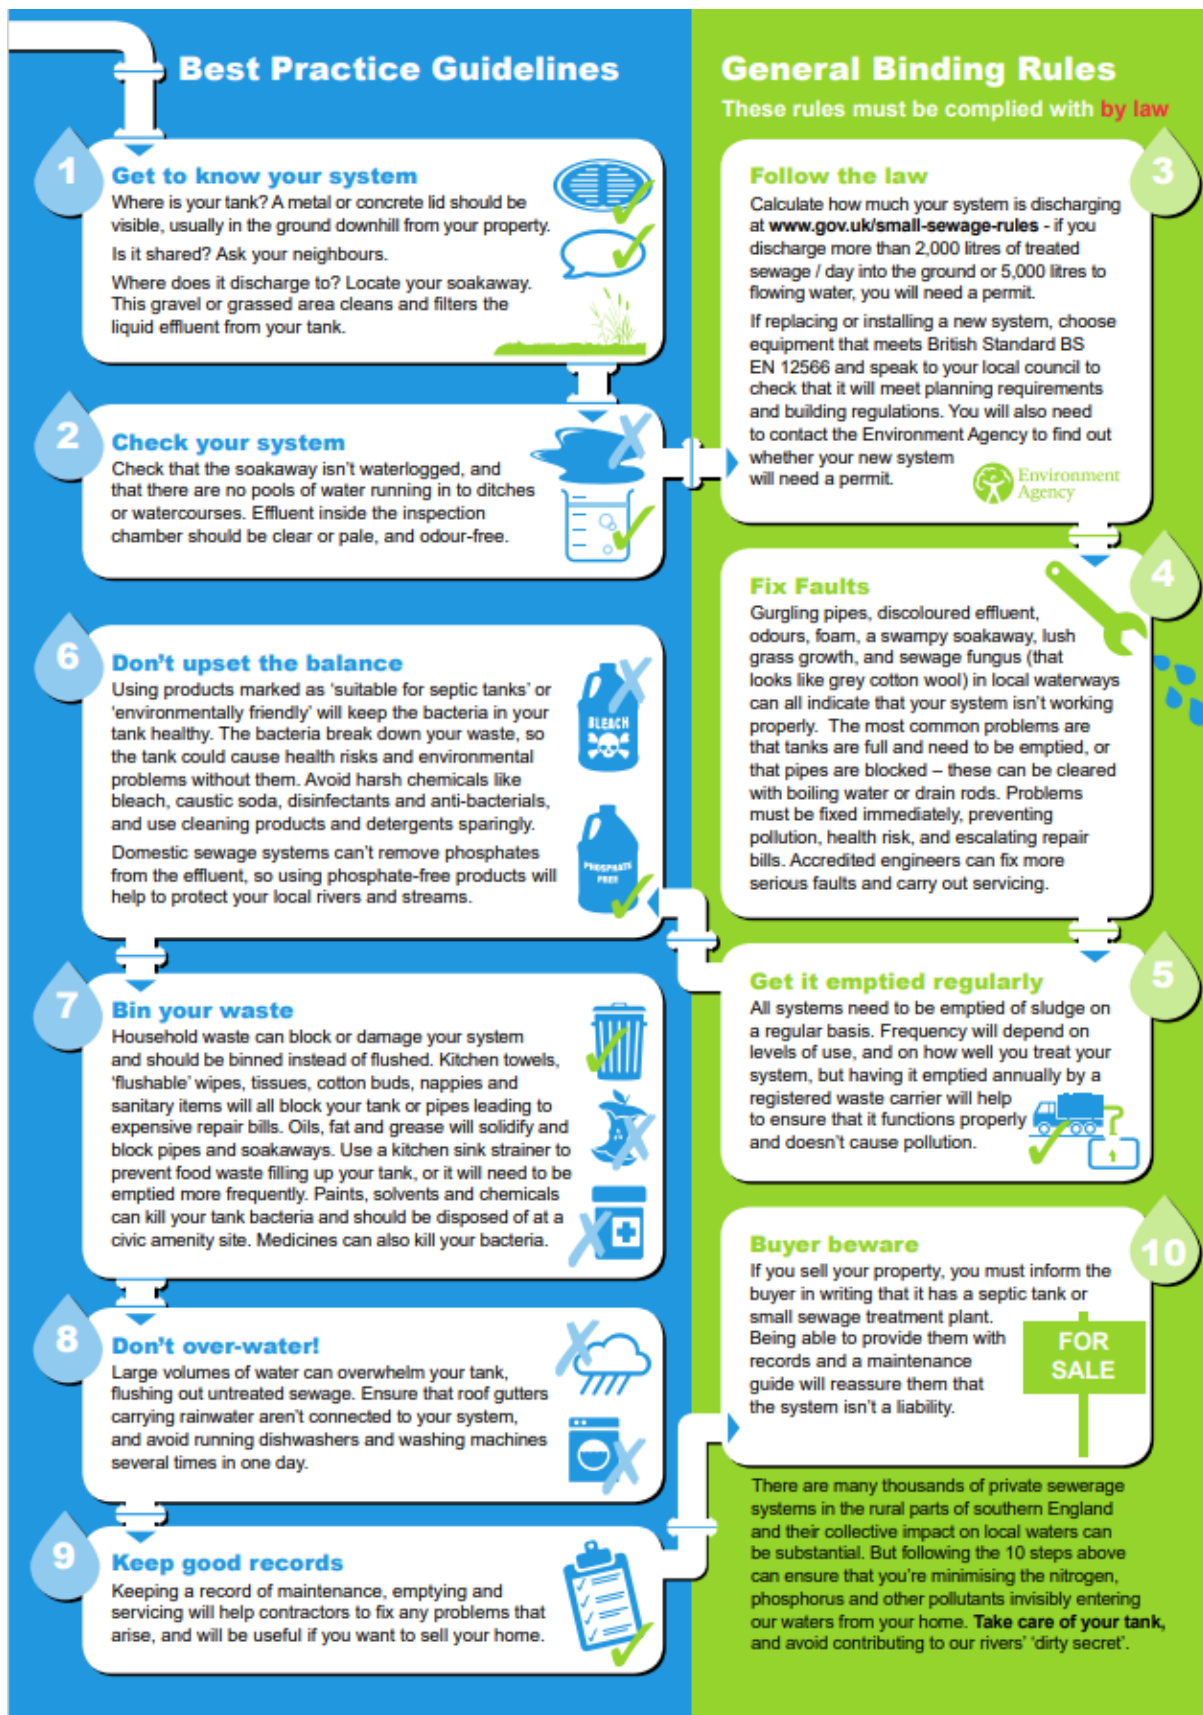 Best Practice Guidelines
General Binding Rules
These rules must be complied with by law
1
Get to know your system
Where is your tank? A metal or concrete lid should be
visible, usually in the ground downhill from your property.
Is it shared? Ask your neighbours.
Where does it discharge to? Locate your soakaway.
This gravel or grassed area cleans and filters the
liquid effluent from your tank.
2
Check your system
Check that the soakaway isn't waterlogged, and
that there are no pools of water running in to ditches
or watercourses. Effluent inside the inspection
chamber should be clear or pale, and odour-free.
3
Follow the law
Calculate how much your system is discharging
at www.gov.uk/small-sewage-rules - if you
discharge more than 2,000 litres of treated
sewage / day into the ground or 5,000 litres to
flowing water, you will need a permit.
If replacing or installing a new system, choose
equipment that meets British Standard BS
EN 12566 and speak to your local council to
check that it will meet planning requirements
and building regulations. You will also need
to contact the Environment Agency to find out
whether your new system
will need a permit.
Environment
Agency
4
Fix Faults
Gurgling pipes, discoloured effluent,
odours, foam, a swampy soakaway, lush
grass growth, and sewage fungus (that
looks like grey cotton wool) in local waterways
can all indicate that your system isn't working
properly. The most common problems are
that tanks are full and need to be emptied, or
that pipes are blocked – these can be cleared
with boiling water or drain rods. Problems
must be fixed immediately, preventing
pollution, health risk, and escalating repair
bills. Accredited engineers can fix more
serious faults and carry out servicing.
5
Get it emptied regularly
All systems need to be emptied of sludge on
a regular basis. Frequency will depend on
levels of use, and on how well you treat your
system, but having it emptied annually by a
registered waste carrier will help
to ensure that it functions properly
and doesn't cause pollution.
6
Don't upset the balance
Using products marked as 'suitable for septic tanks' or
'environmentally friendly' will keep the bacteria in your
tank healthy. The bacteria break down your waste, so
the tank could cause health risks and environmental
problems without them. Avoid harsh chemicals like
bleach, caustic soda, disinfectants and anti-bacterials,
and use cleaning products and detergents sparingly.
Domestic sewage systems can't remove phosphates
from the effluent, so using phosphate-free products will
help to protect your local rivers and streams.
BLEACH
PHOSPHATE
FREE
7
Bin your waste
Household waste can block or damage your system
and should be binned instead of flushed. Kitchen towels,
'flushable' wipes, tissues, cotton buds, nappies and
sanitary items will all block your tank or pipes leading to
expensive repair bills. Oils, fat and grease will solidify and
block pipes and soakaways. Use a kitchen sink strainer to
prevent food waste filling up your tank, or it will need to be
emptied more frequently. Paints, solvents and chemicals
can kill your tank bacteria and should be disposed of at a
civic amenity site. Medicines can also kill your bacteria.
8
Don't over-water!
Large volumes of water can overwhelm your tank,
flushing out untreated sewage. Ensure that roof gutters
carrying rainwater aren't connected to your system,
and avoid running dishwashers and washing machines
several times in one day.
9
Keep good records
Keeping a record of maintenance, emptying and
servicing will help contractors to fix any problems that
arise, and will be useful if you want to sell your home.
10
Buyer beware
If you sell your property, you must inform the
buyer in writing that it has a septic tank or
small sewage treatment plant.
Being able to provide them with
records and a maintenance
guide will reassure them that
the system isn't a liability.
FOR
SALE
There are many thousands of private sewerage
systems in the rural parts of southern England
and their collective impact on local waters can
be substantial. But following the 10 steps above
can ensure that you're minimising the nitrogen,
phosphorus and other pollutants invisibly entering
our waters from your home. Take care of your tank,
and avoid contributing to our rivers' 'dirty secret'.